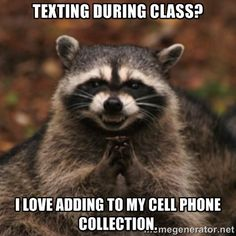 TEXTING DURING CLASS?
I LOVE ADDING TO MY CELL PHONE
COLLECTION.
memegenerator.net